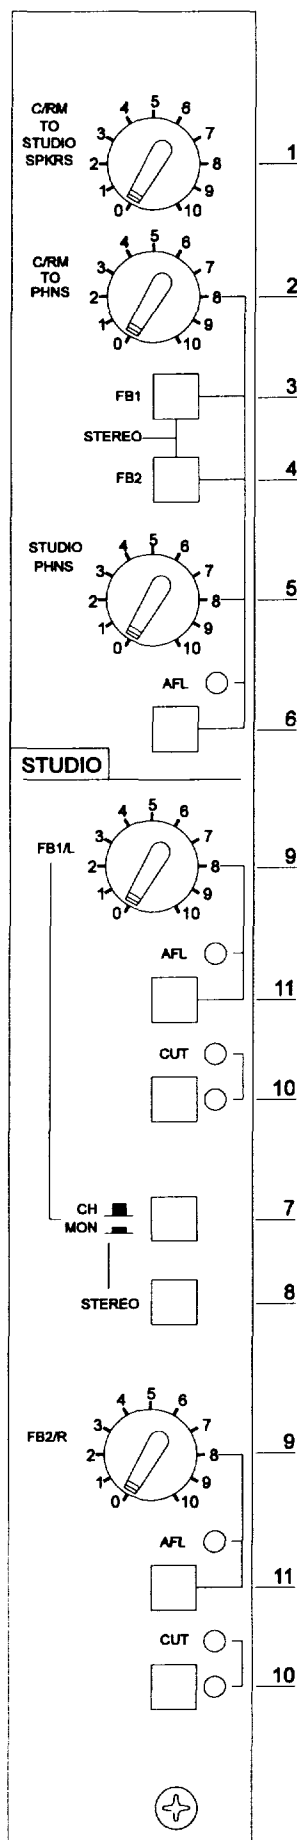 C/RM
TO
STUDIO
SPKRS
0 1 2 3 4 5 6 7 8 9 10
1
C/RM
TO
PHNS
0 1 2 3 4 5 6 7 8 9 10
2
FB1
3
STEREO
FB2
4
STUDIO
PHNS
0 1 2 3 4 5 6 7 8 9 10
5
AFL
6
STUDIO
FB1/L
0 1 2 3 4 5 6 7 8 9 10
9
AFL
11
CUT
10
CH
MON
7
STEREO
8
FB2/R
0 1 2 3 4 5 6 7 8 9 10
9
AFL
11
CUT
10